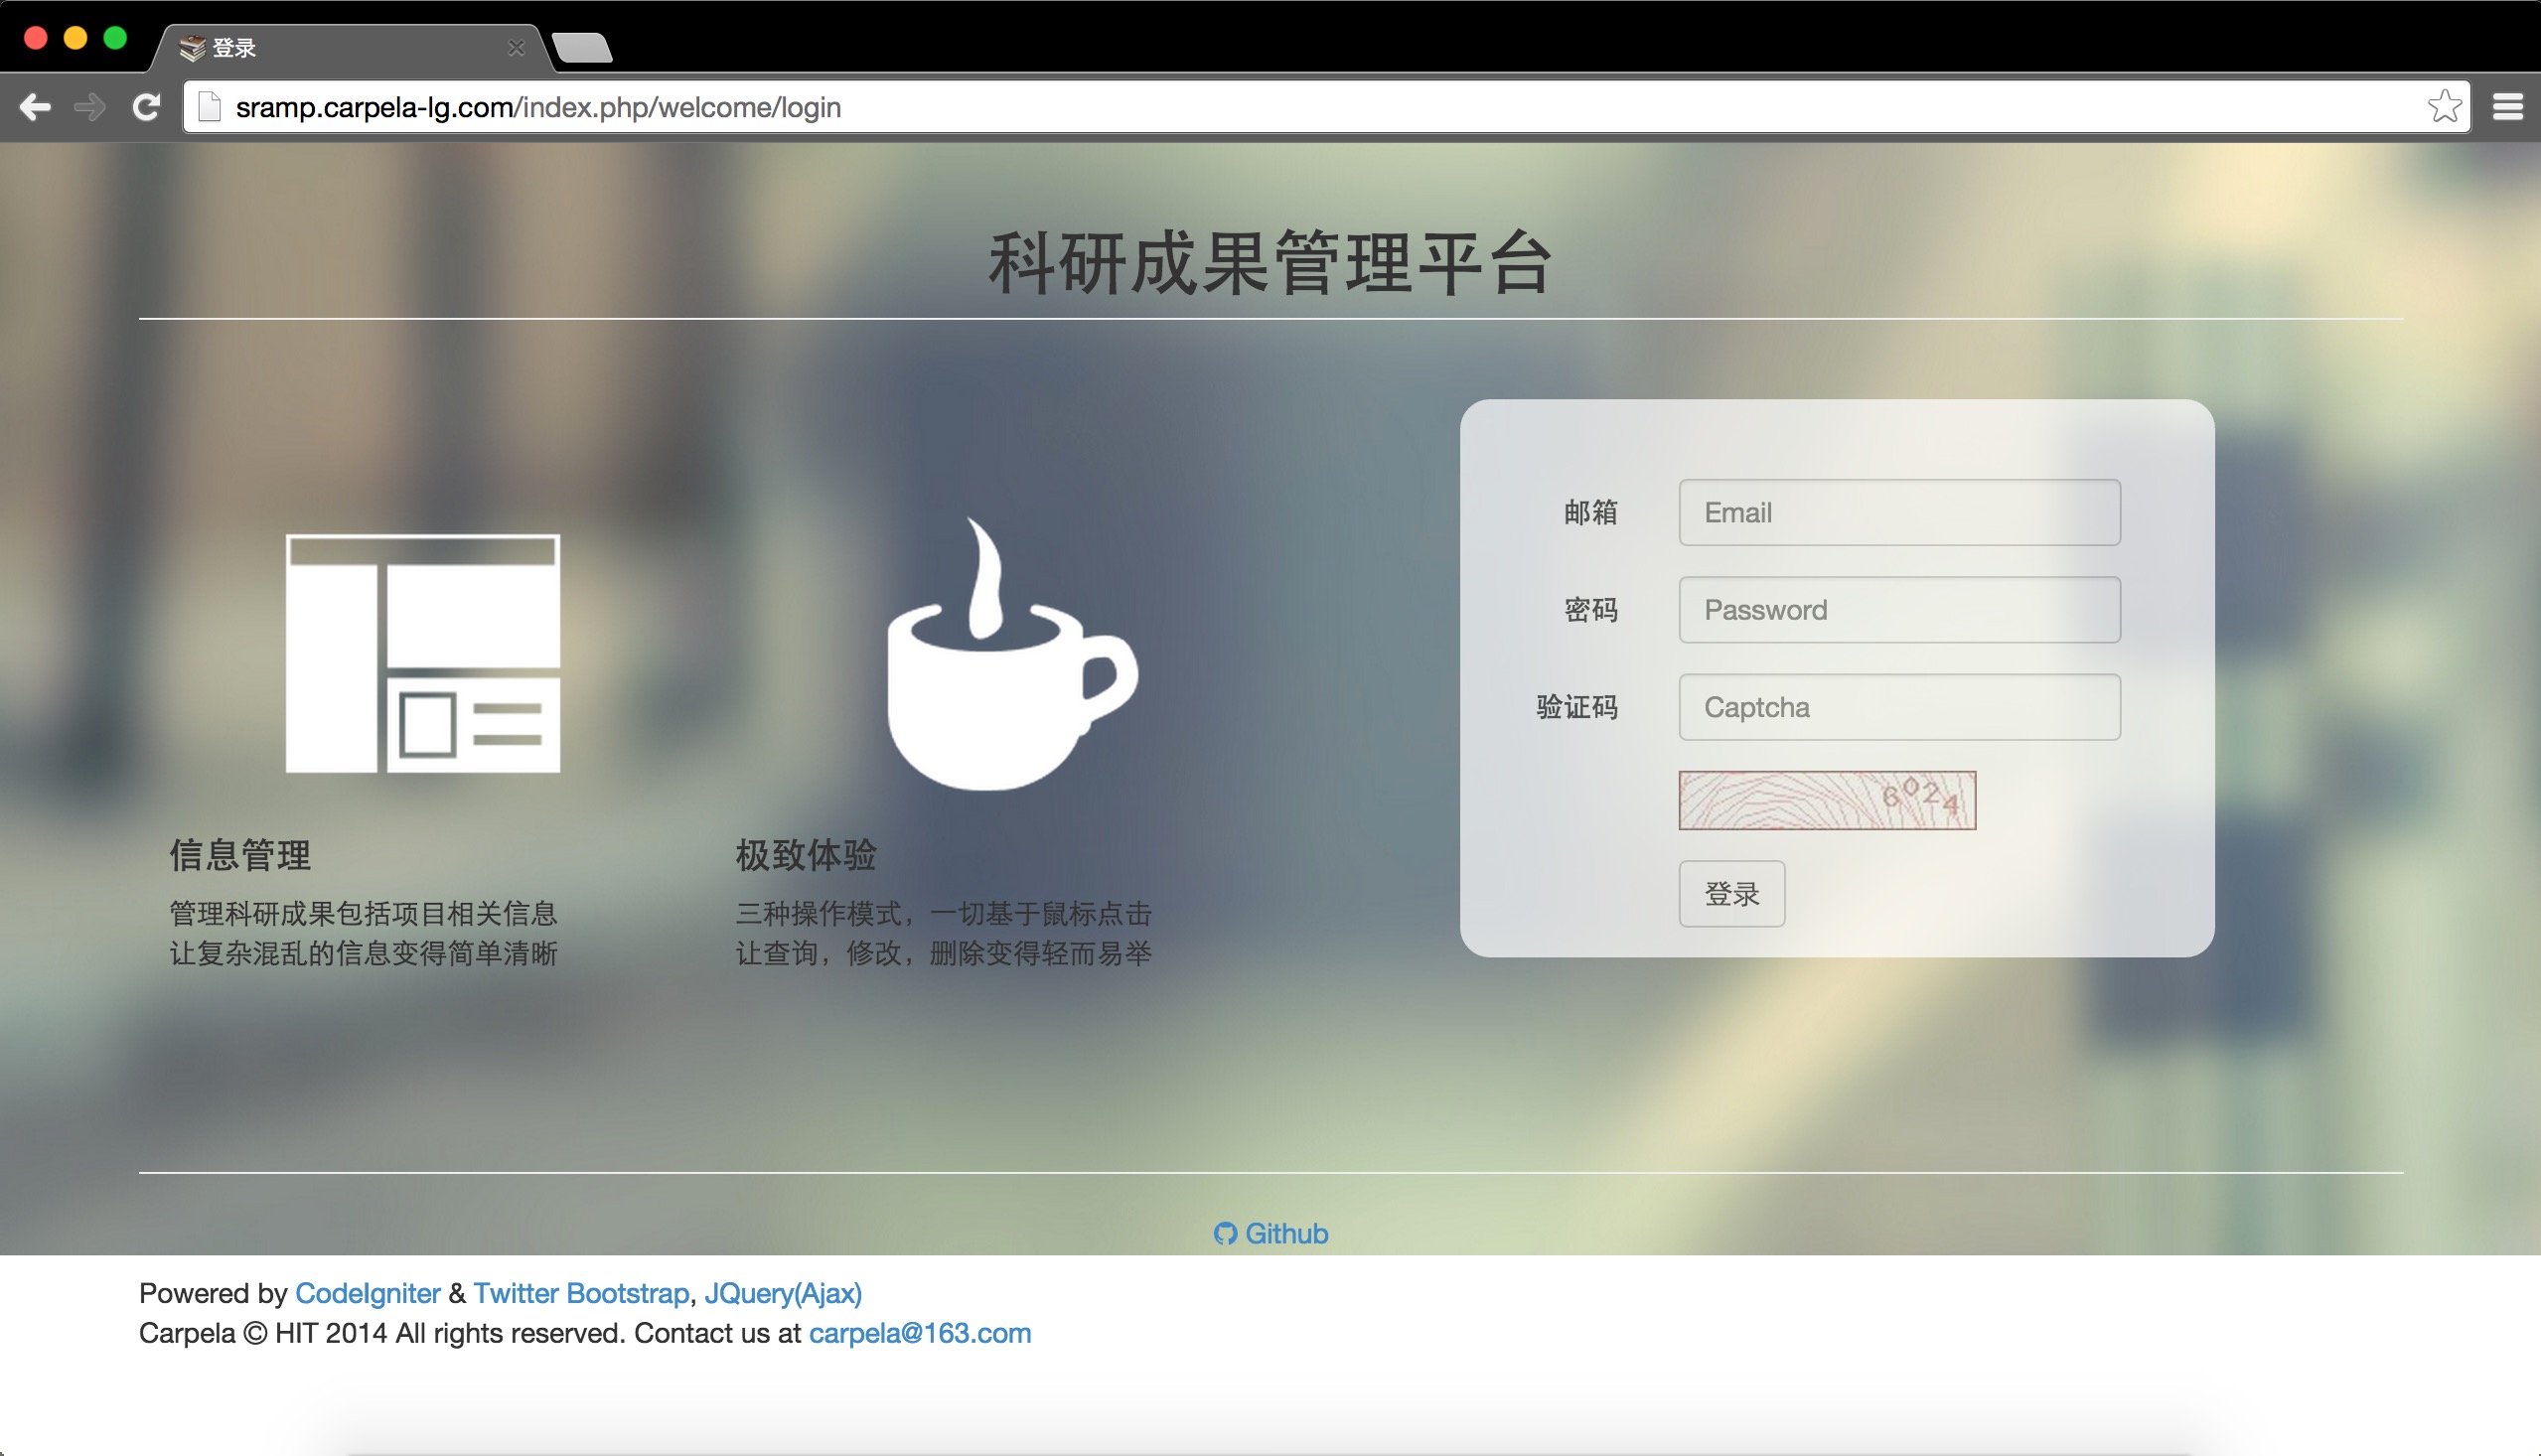 登录
sramp.carpela-lg.com/index.php/welcome/login
科研成果管理平台
信息管理
管理科研成果包括项目相关信息
让复杂混乱的信息变得简单清晰
极致体验
三种操作模式，一切基于鼠标点击
让查询，修改，删除变得轻而易举
邮箱 Email
密码 Password
验证码 Captcha
6024
登录
Github
Powered by CodeIgniter & Twitter Bootstrap, JQuery(Ajax)
Carpela © HIT 2014 All rights reserved. Contact us at carpela@163.com